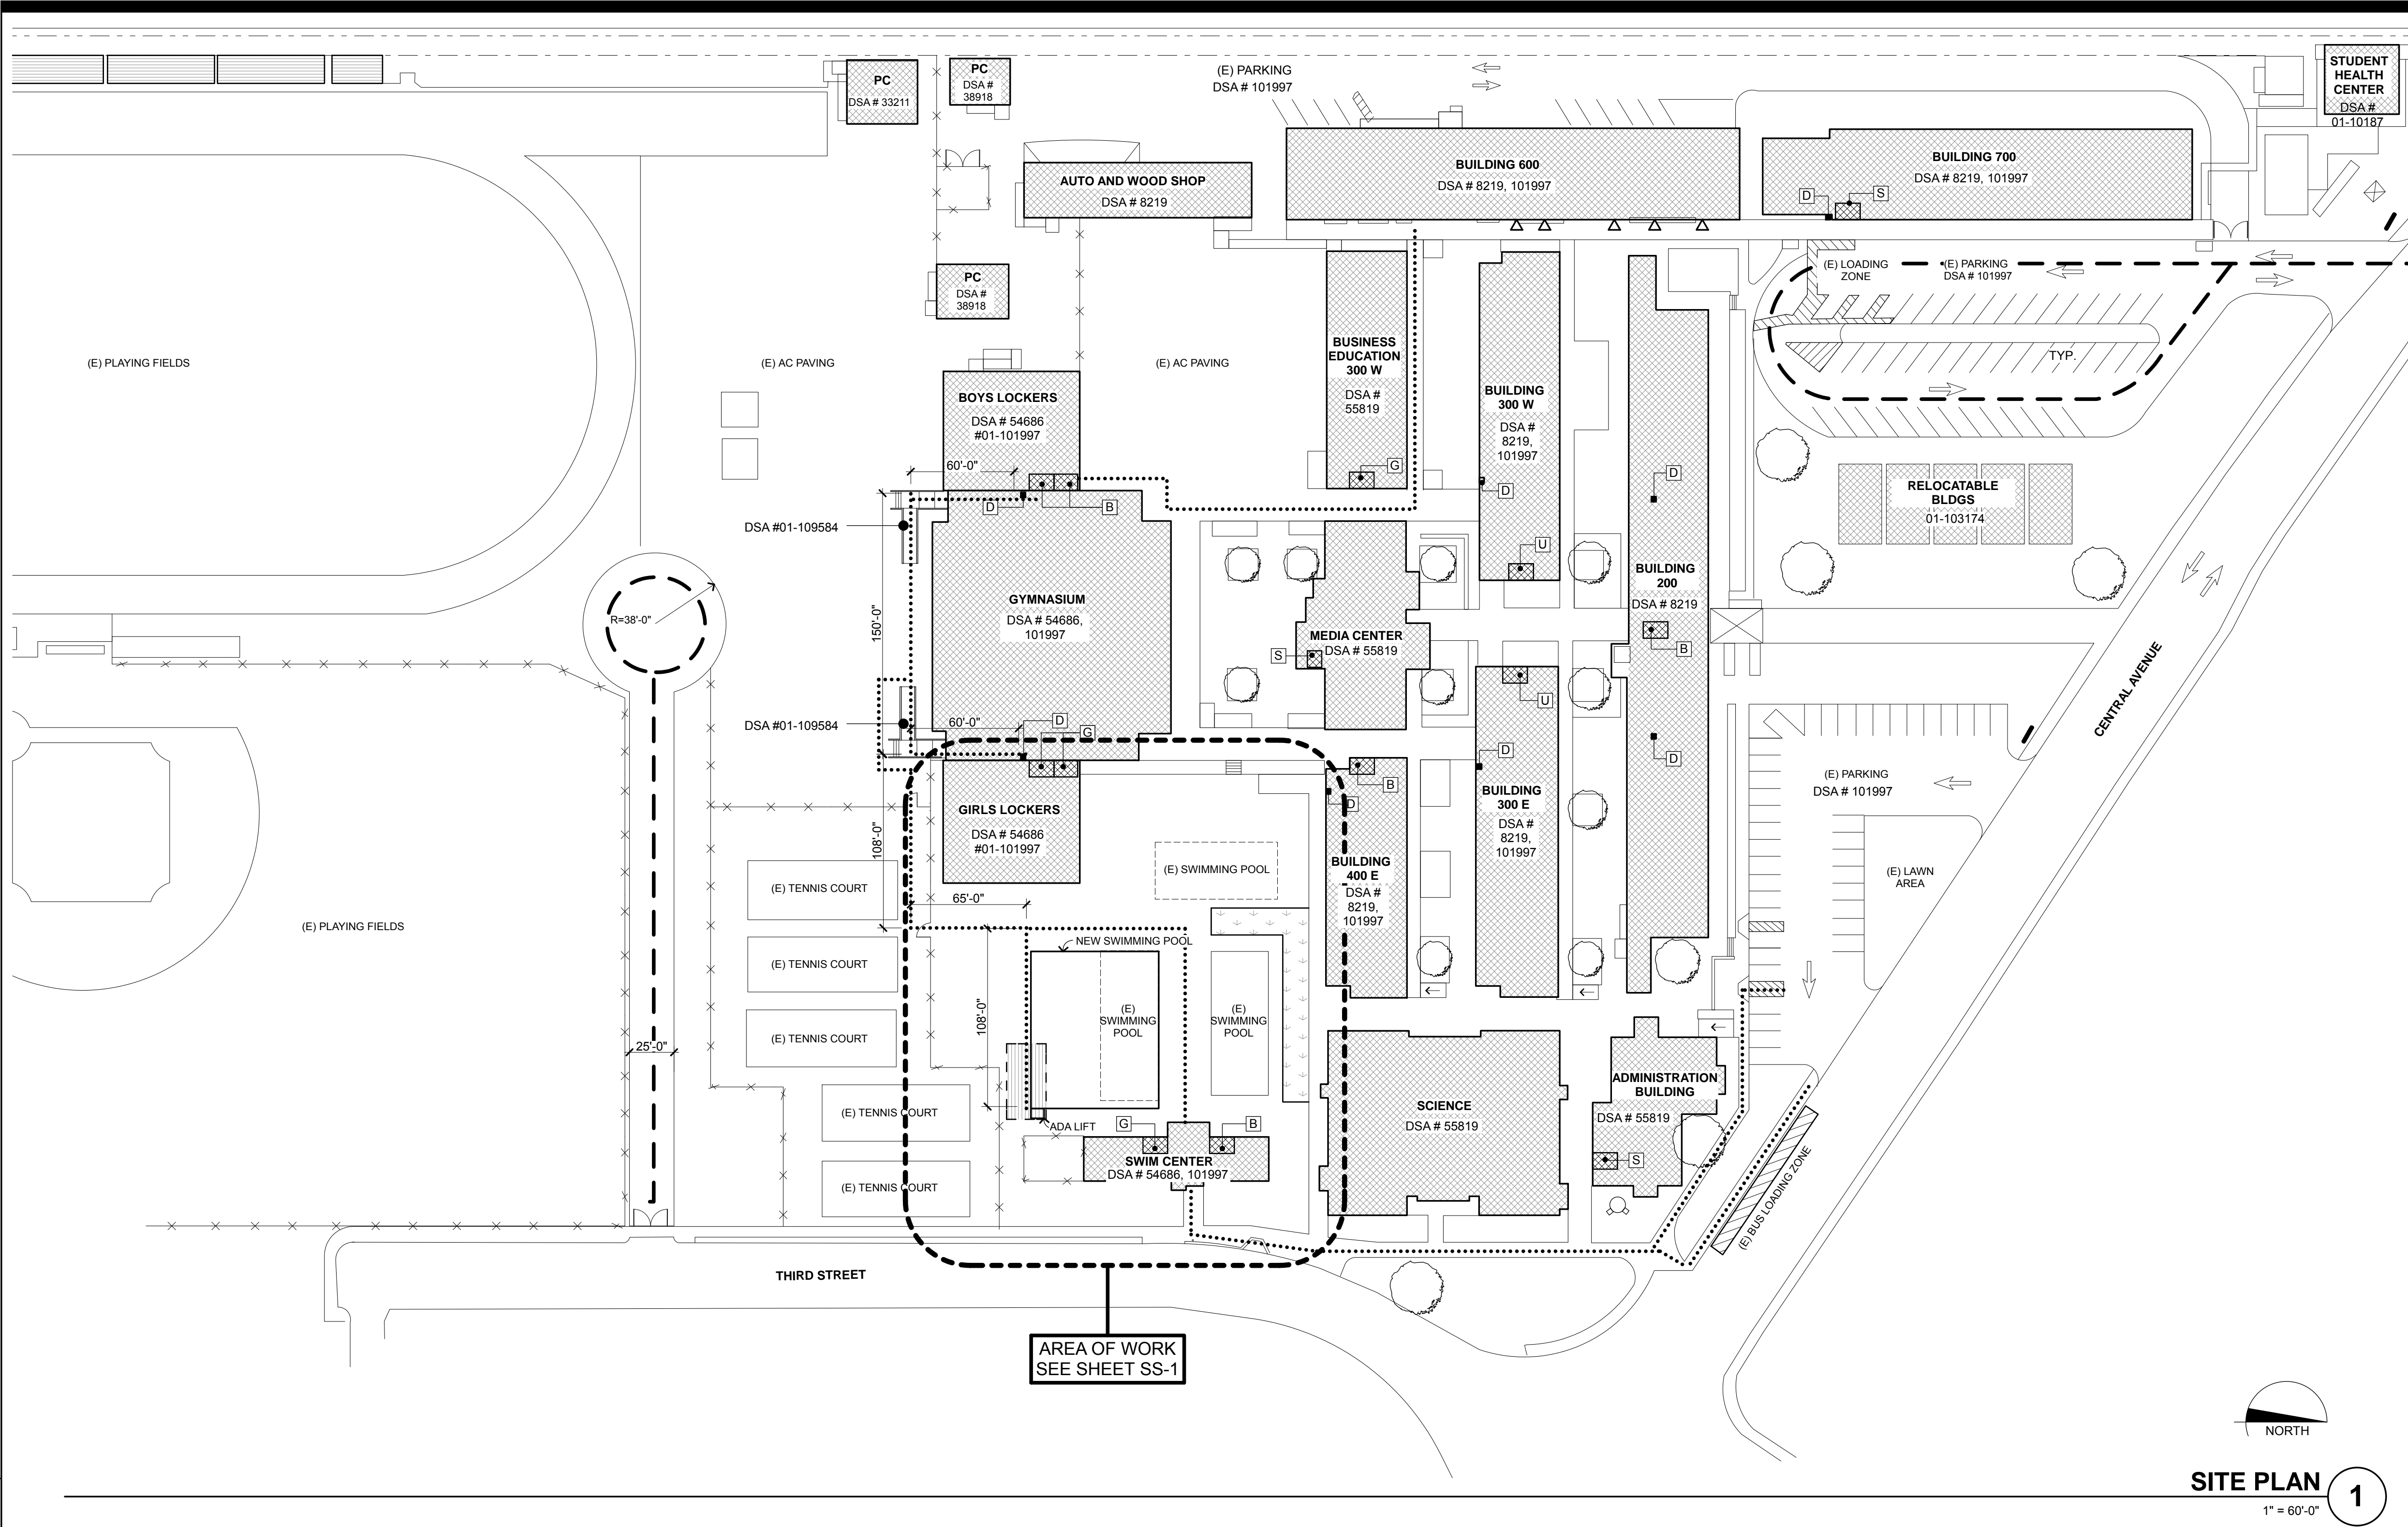 PC
DSA # 33211
PC
DSA #
38918
(E) PARKING
DSA # 101997
STUDENT
HEALTH
CENTER
DSA #
01-10187
AUTO AND WOOD SHOP
DSA # 8219
BUILDING 600
DSA # 8219, 101997
BUILDING 700
DSA # 8219, 101997
D
S
PC
DSA #
38918
(E) LOADING
ZONE
(E) PARKING
DSA # 101997
TYP.
(E) PLAYING FIELDS
(E) AC PAVING
(E) AC PAVING
BUSINESS
EDUCATION
300 W
DSA #
55819
G
BUILDING
300 W
DSA #
8219,
101997
D
U
BOYS LOCKERS
DSA # 54686
#01-101997
60'-0"
D
B
DSA #01-109584
150'-0"
GYMNASIUM
DSA # 54686,
101997
R=38'-0"
MEDIA CENTER
DSA # 55819
S
D
BUILDING
200
DSA # 8219
B
D
RELOCATABLE
BLDGS
01-103174
CENTRAL AVENUE
DSA #01-109584
60'-0"
D
G
U
D
BUILDING
300 E
DSA #
8219,
101997
B
D
BUILDING
400 E
DSA #
8219,
101997
(E) PARKING
DSA # 101997
(E) LAWN
AREA
GIRLS LOCKERS
DSA # 54686
#01-101997
108'-0"
65'-0"
(E) SWIMMING POOL
(E) TENNIS COURT
(E) TENNIS COURT
(E) TENNIS COURT
(E) TENNIS COURT
(E) TENNIS COURT
(E) PLAYING FIELDS
25'-0"
NEW SWIMMING POOL
108'-0"
(E)
SWIMMING
POOL
(E)
SWIMMING
POOL
ADA LIFT
G
B
SWIM CENTER
DSA # 54686, 101997
SCIENCE
DSA # 55819
ADMINISTRATION
BUILDING
DSA # 55819
S
(E) BUS LOADING ZONE
THIRD STREET
AREA OF WORK
SEE SHEET SS-1
NORTH
SITE PLAN
1
1" = 60'-0"